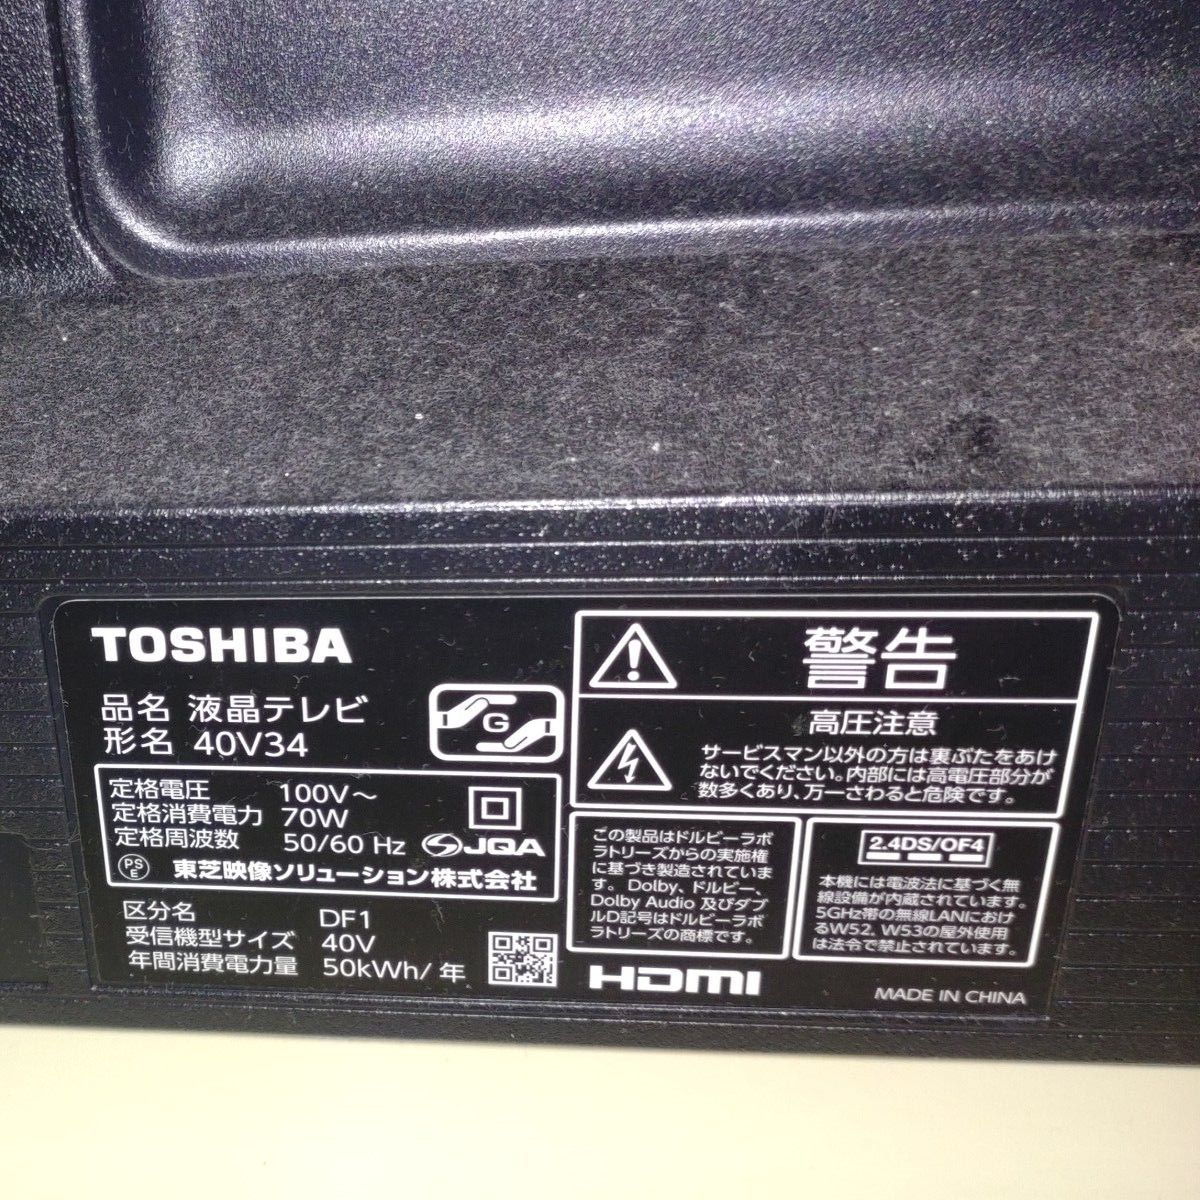 TOSHIBA
品名 液晶テレビ
形名 40V34
G
定格電圧 100V～
定格消費電力 70W
定格周波数 50/60 Hz
JQA
PS
E
東芝映像ソリューション株式会社
区分名 DF1
受信機型サイズ 40V
年間消費電力量 50kWh/年
警告
高圧注意
サービスマン以外の方は裏ぶたをあけ
ないでください。内部には高電圧部分が
数多くあり、万一さわると危険です。
この製品はドルビーラボ
ラトリーズからの実施権
に基づき製造されていま
す。Dolby、ドルビー、
Dolby Audio 及びダブ
ルD記号はドルビーラボ
ラトリーズの商標です。
2.4DS/OF4
本機には電波法に基づく無
線設備が内蔵されています。
5GHz帯の無線LANにおけ
るW52、W53の屋外使用
は法令で禁止されています。
HDMI
MADE IN CHINA